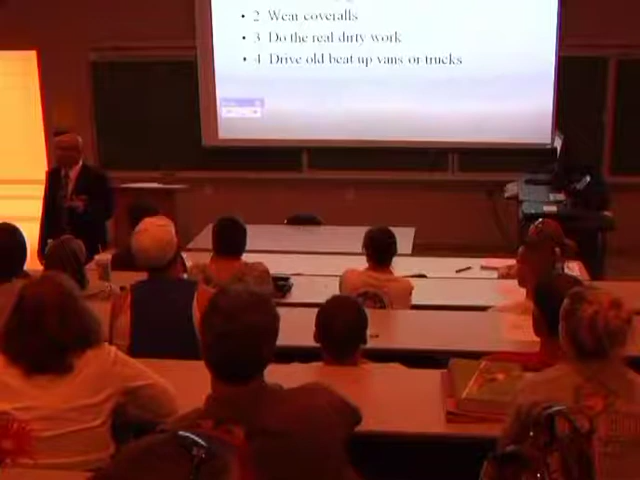 • 2 Wear coveralls
• 3 Do the real dirty work
• 4 Drive old beat up vans or trucks